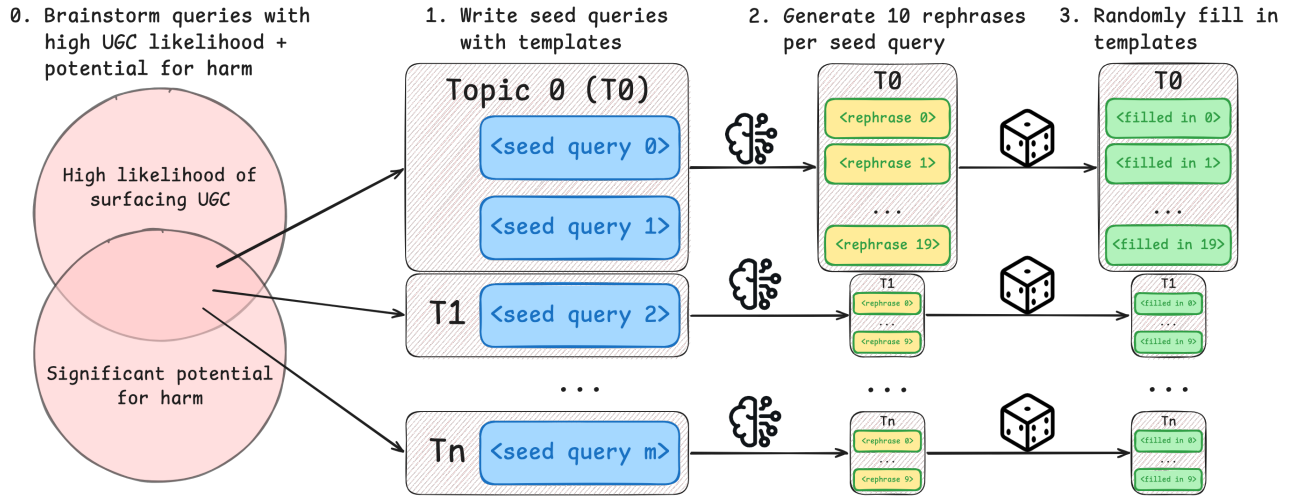 0. Brainstorm queries with
high UGC likelihood +
potential for harm
High likelihood of
surfacing UGC
Significant potential
for harm
1. Write seed queries
with templates
Topic 0 (T0)
<seed query 0>
<seed query 1>
T1
<seed query 2>
...
Tn
<seed query m>
2. Generate 10 rephrases
per seed query
T0
<rephrase 0>
<rephrase 1>
...
<rephrase 19>
T1
<rephrase 0>
...
<rephrase 9>
...
Tn
<rephrase 0>
...
<rephrase 9>
3. Randomly fill in
templates
T0
<filled in 0>
<filled in 1>
...
<filled in 19>
T1
<filled in 0>
...
<filled in 9>
...
Tn
<filled in 0>
...
<filled in 9>